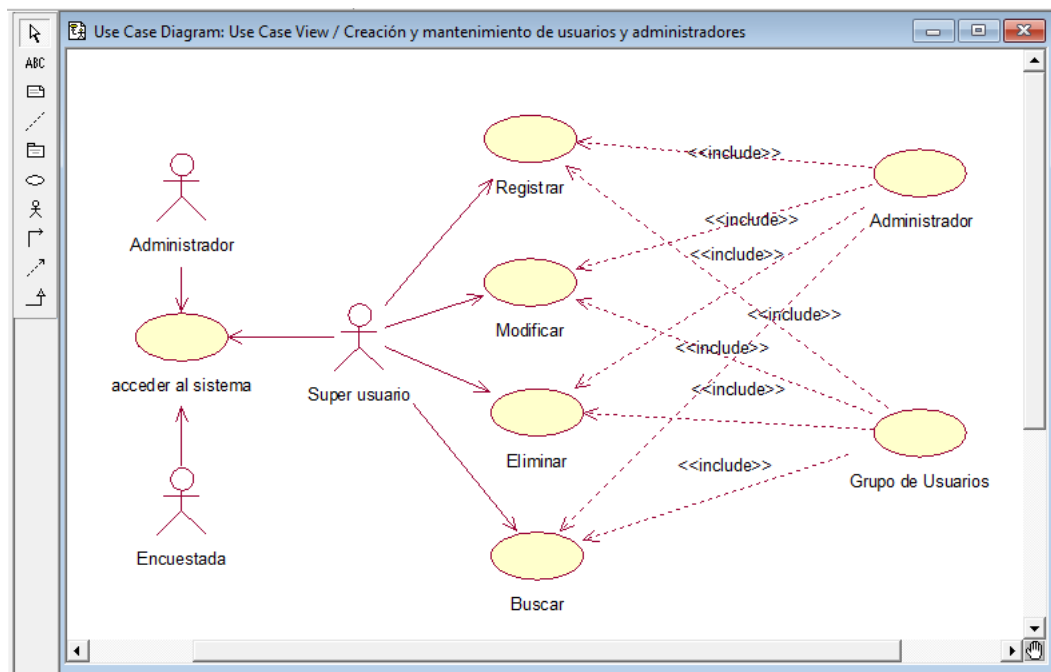 Use Case Diagram: Use Case View / Creación y mantenimiento de usuarios y administradores
ABC
Registrar
<<include>>
Administrador
Administrador
<<include>>
<<include>>
Modificar
<<include>>
<<include>>
acceder al sistema
Super usuario
<<include>>
Eliminar
<<include>>
Grupo de Usuarios
Encuestada
Buscar